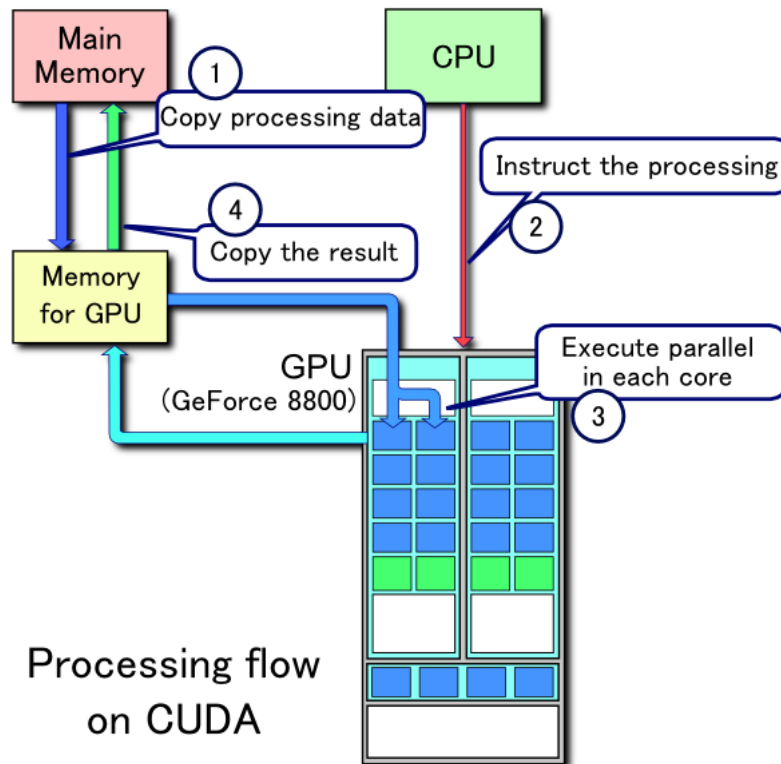 Main
Memory
CPU
1
Copy processing data
Instruct the processing
2
4
Copy the result
Memory
for GPU
GPU
(GeForce 8800)
Execute parallel
in each core
3
Processing flow
on CUDA